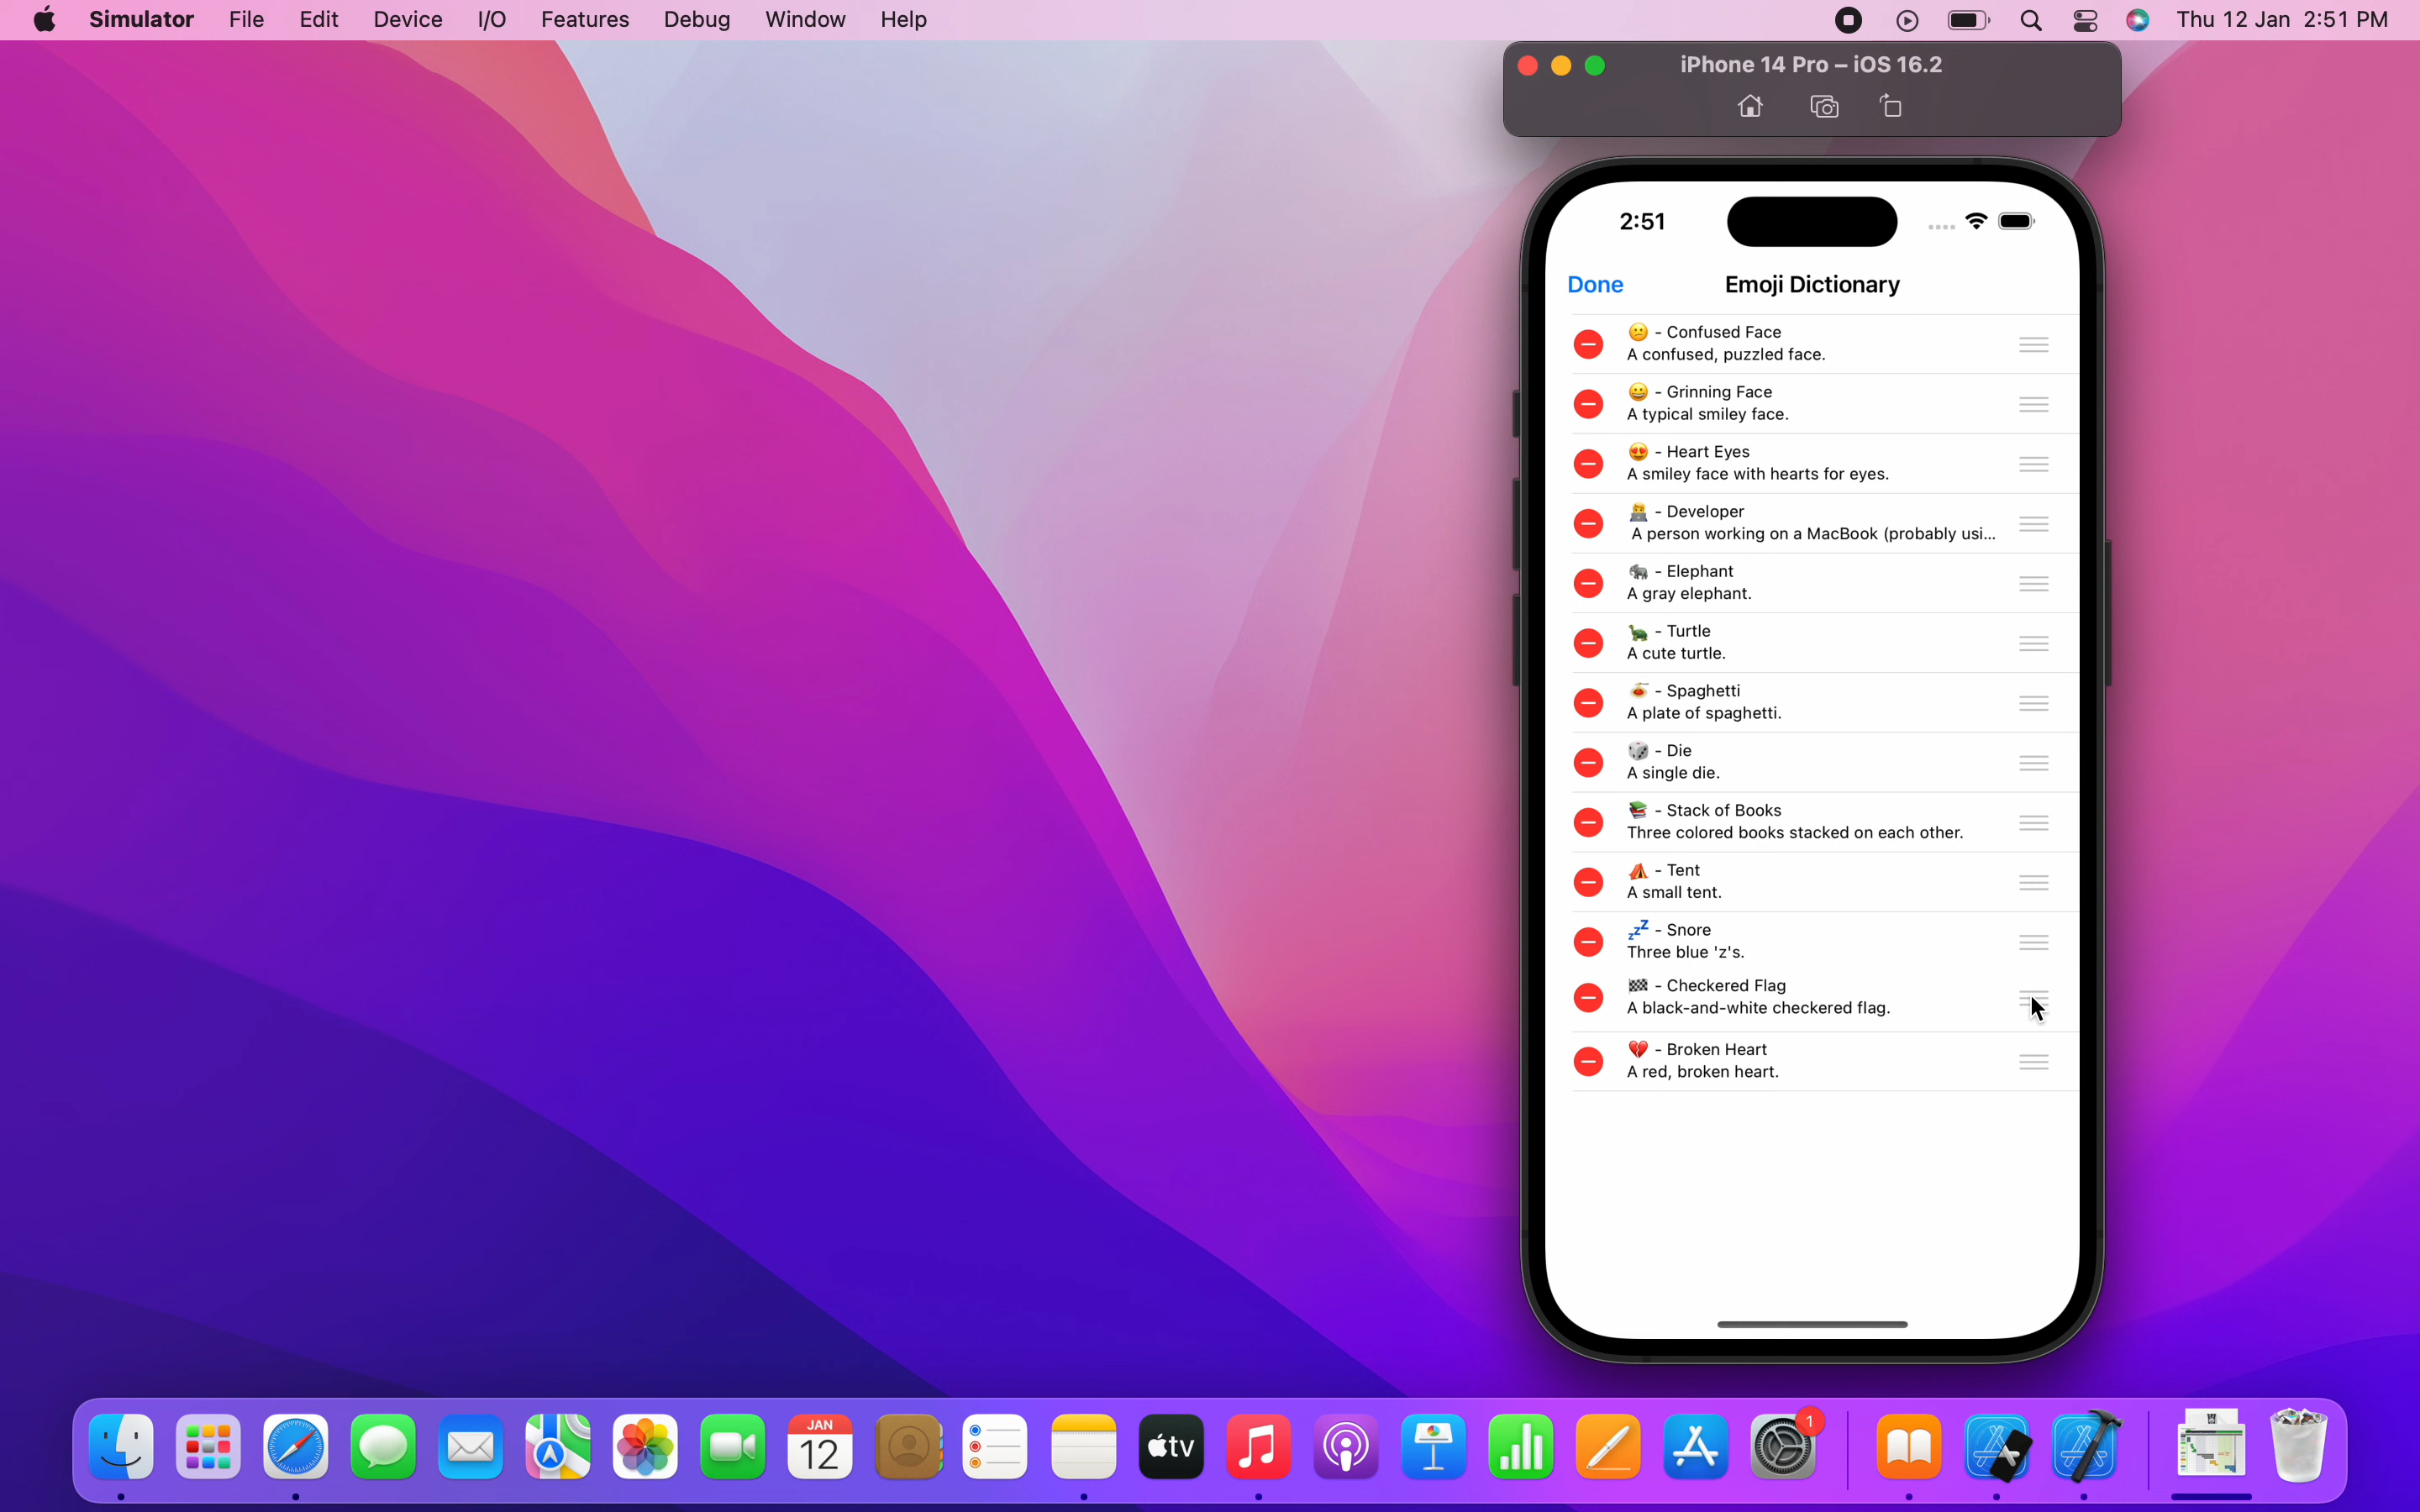 Simulator File Edit Device I/O Features Debug Window Help Thu 12 Jan 2:51 PM
iPhone 14 Pro – iOS 16.2
2:51
Done Emoji Dictionary
😕 - Confused Face
A confused, puzzled face.
😀 - Grinning Face
A typical smiley face.
😍 - Heart Eyes
A smiley face with hearts for eyes.
🧑‍💻 - Developer
A person working on a MacBook (probably usi...
🐘 - Elephant
A gray elephant.
🐢 - Turtle
A cute turtle.
🍝 - Spaghetti
A plate of spaghetti.
🎲 - Die
A single die.
📚 - Stack of Books
Three colored books stacked on each other.
⛺️ - Tent
A small tent.
💤 - Snore
Three blue 'z's.
🏁 - Checkered Flag
A black-and-white checkered flag.
💔 - Broken Heart
A red, broken heart.
JAN
12
tv
1